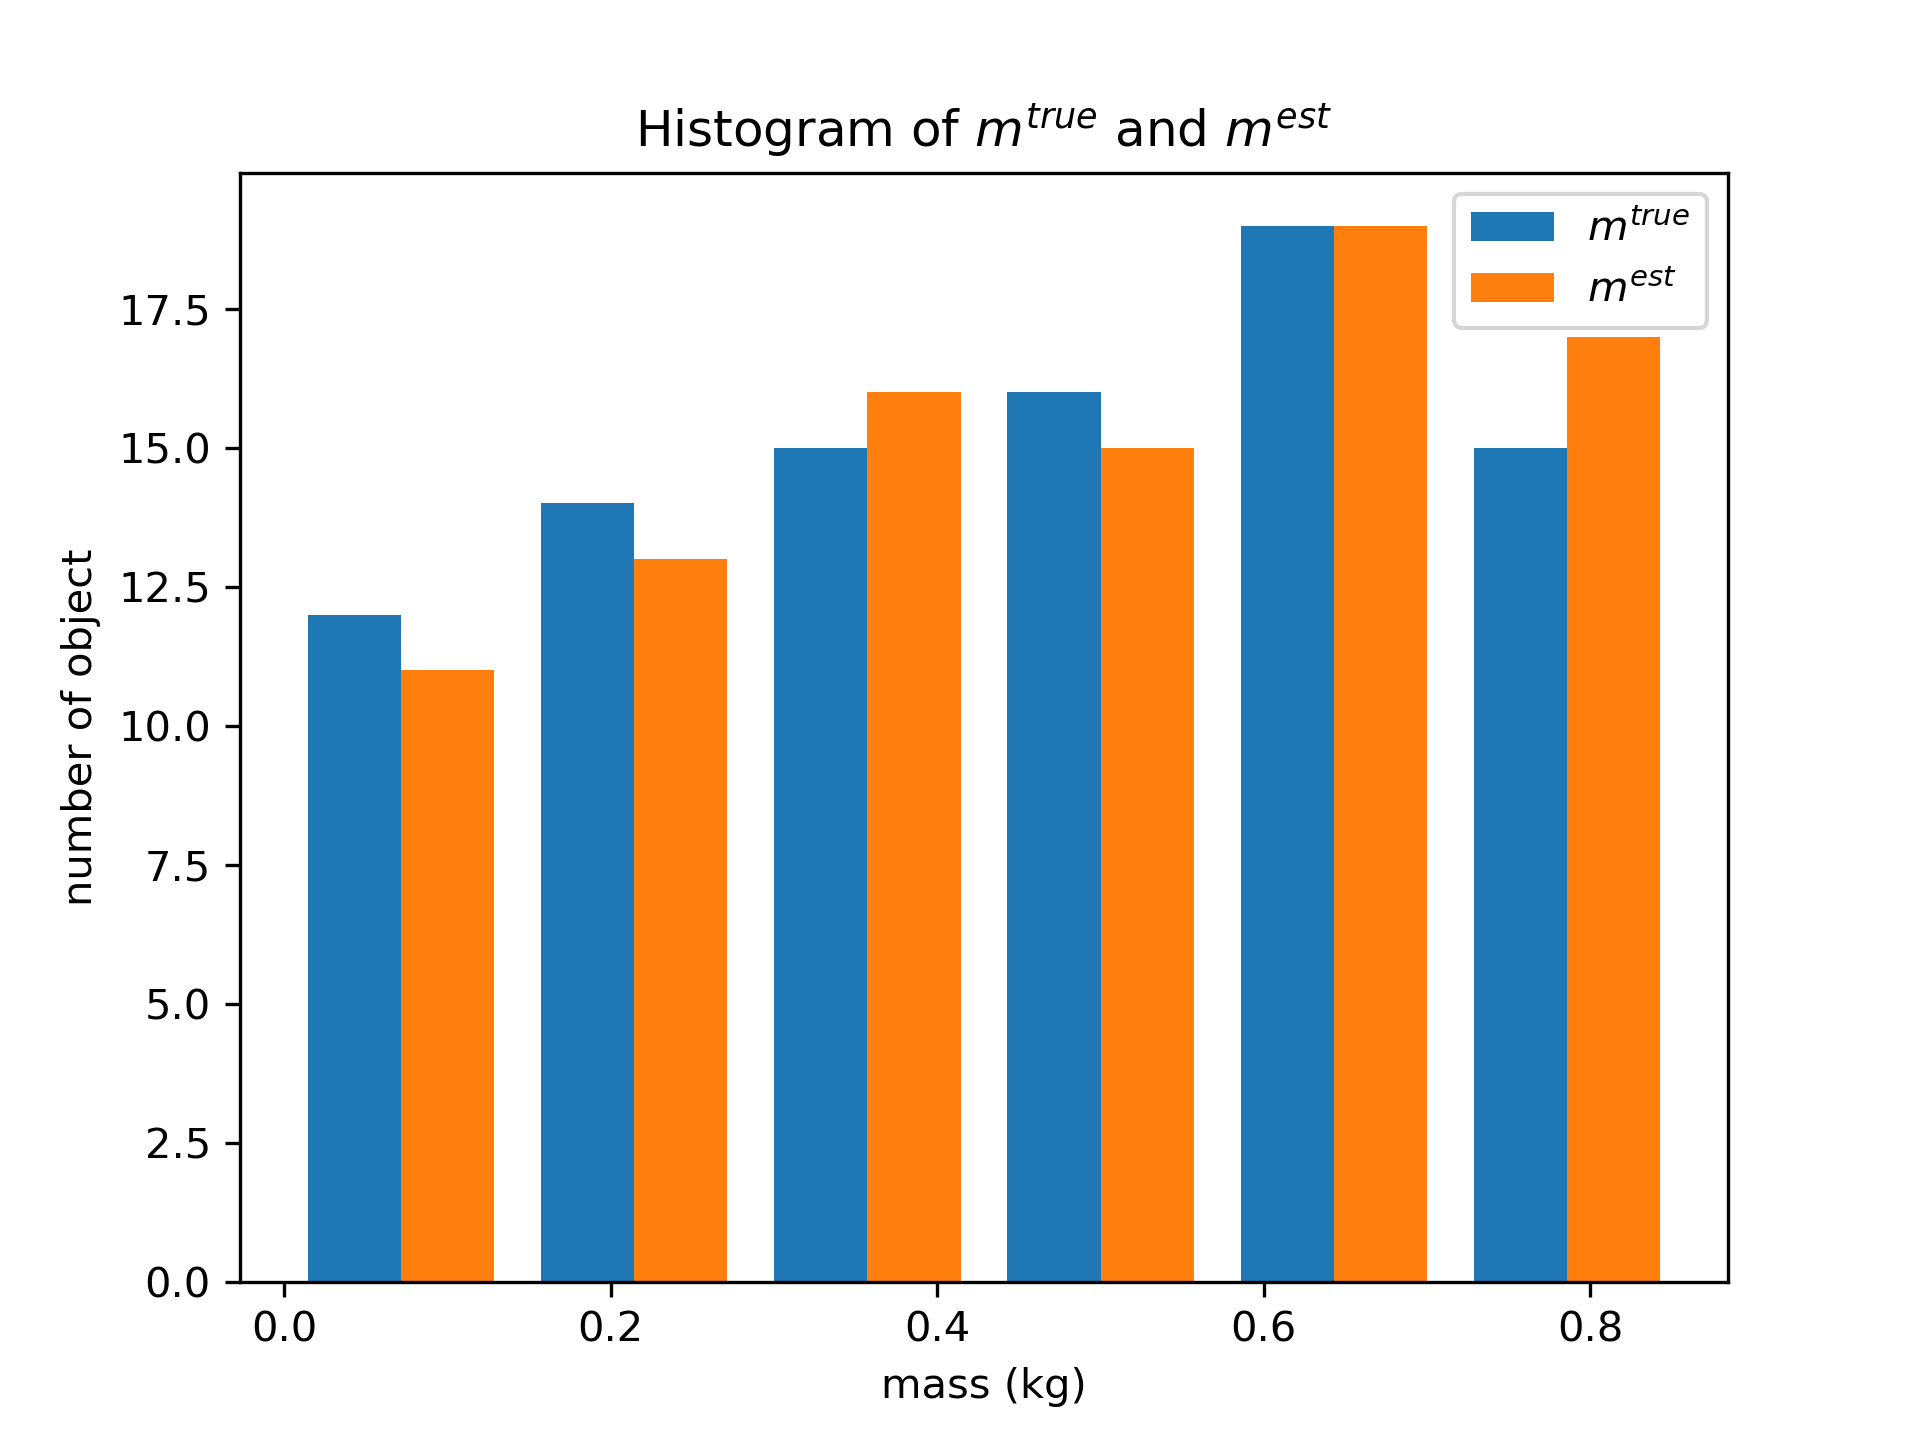 Histogram of m^true and m^est
m^true
m^est
17.5
15.0
12.5
10.0
7.5
5.0
2.5
0.0
number of object
0.0 0.2 0.4 0.6 0.8
mass (kg)